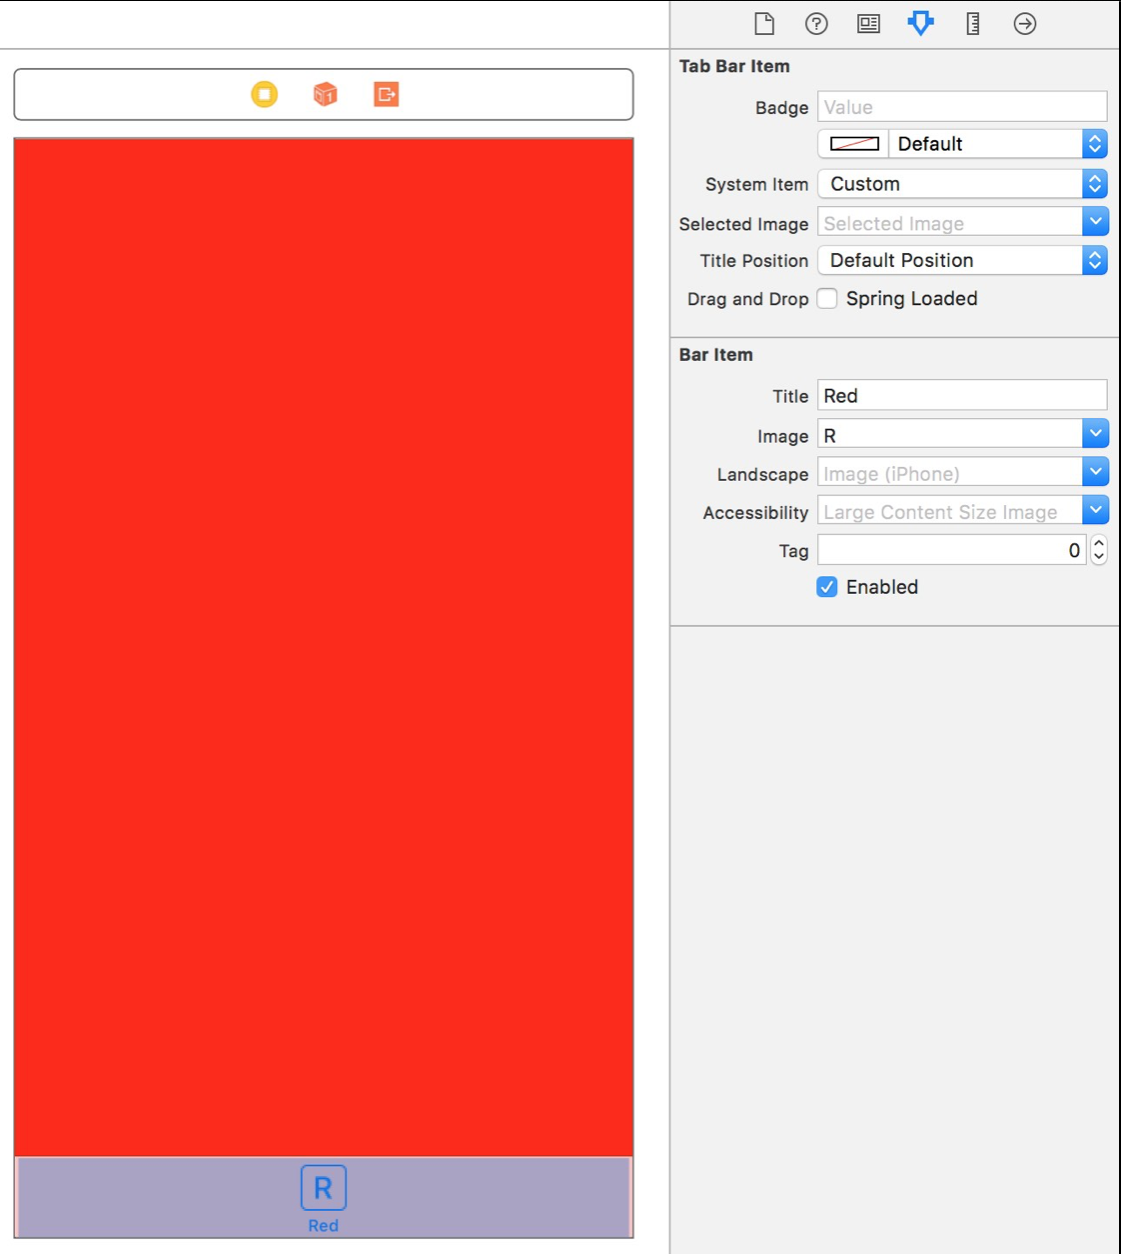 Tab Bar Item
Badge Value
Default
System Item Custom
Selected Image Selected Image
Title Position Default Position
Drag and Drop Spring Loaded
Bar Item
Title Red
Image R
Landscape Image (iPhone)
Accessibility Large Content Size Image
Tag 0
Enabled
R
Red